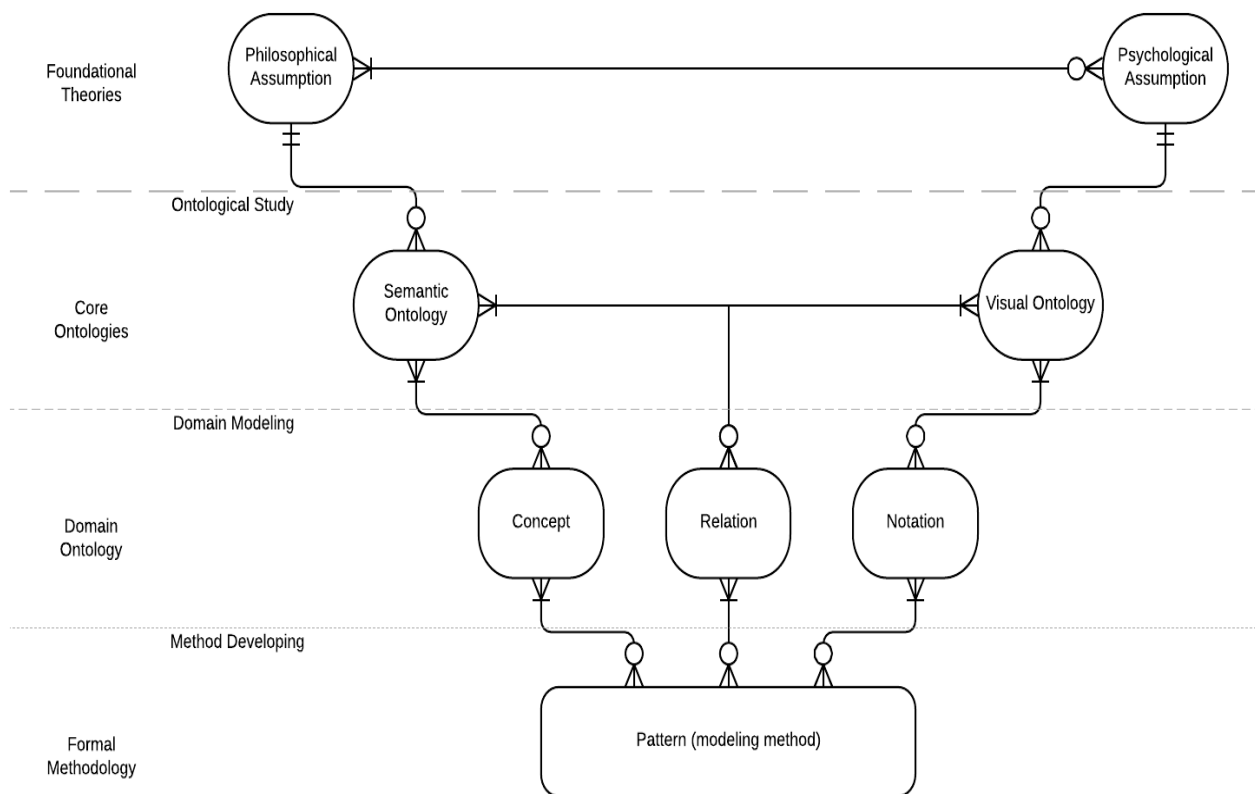 Philosophical
Assumption
Psychological
Assumption
Foundational
Theories
Ontological Study
Semantic
Ontology
Visual Ontology
Core
Ontologies
Domain Modeling
Concept
Relation
Notation
Domain
Ontology
Method Developing
Pattern (modeling method)
Formal
Methodology